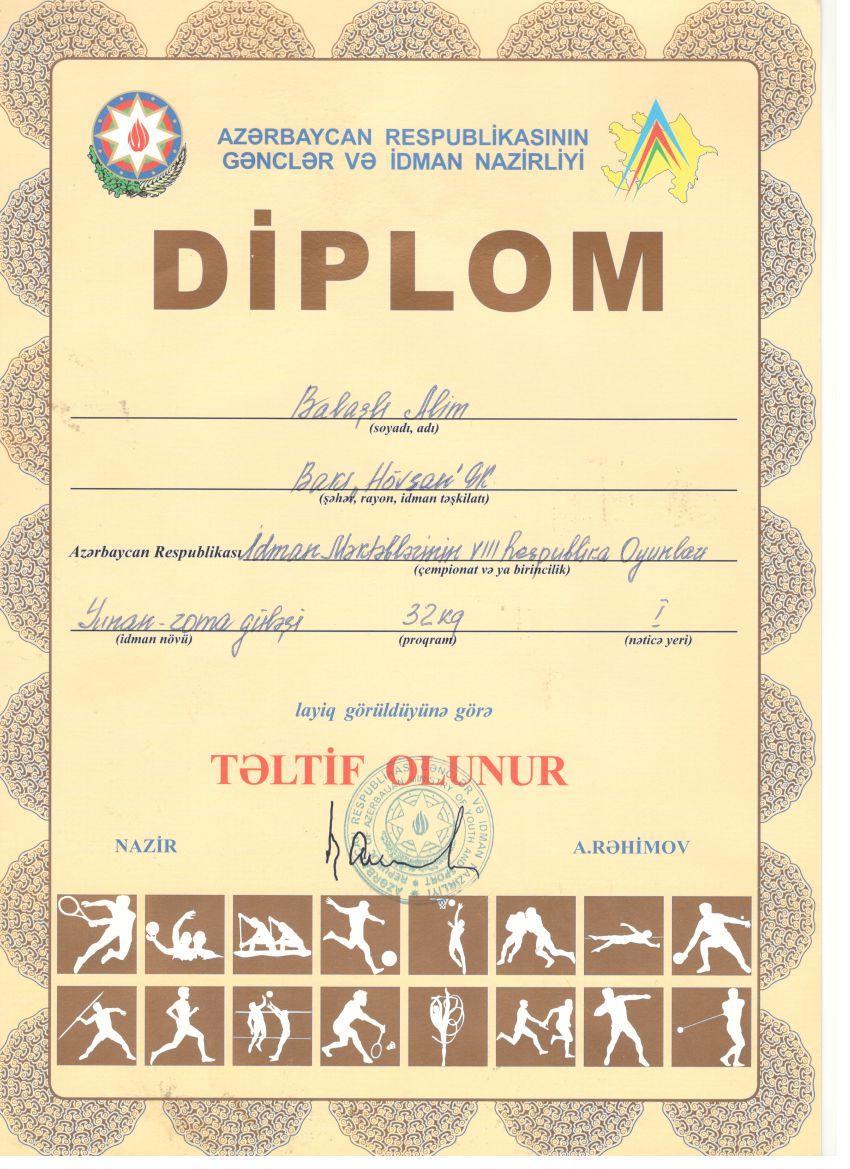 AZƏRBAYCAN RESPUBLİKASININ
GƏNCLƏR VƏ İDMAN NAZİRLİYİ
DİPLOM
Balaşlı Alim
(soyadı, adı)
Bakı „Hövsan"
(şəhər, rayon, idman təşkilatı)
Azərbaycan Respublikası İdman Məktəblərinin VIII Respublika Oyunları
(çempionat və ya birincilik)
Yunan-roma güləşi 32 kq I
(idman növü) (proqram) (nəticə yeri)
layiq görüldüyünə görə
TƏLTİF OLUNUR
NAZİR A.RƏHİMOV